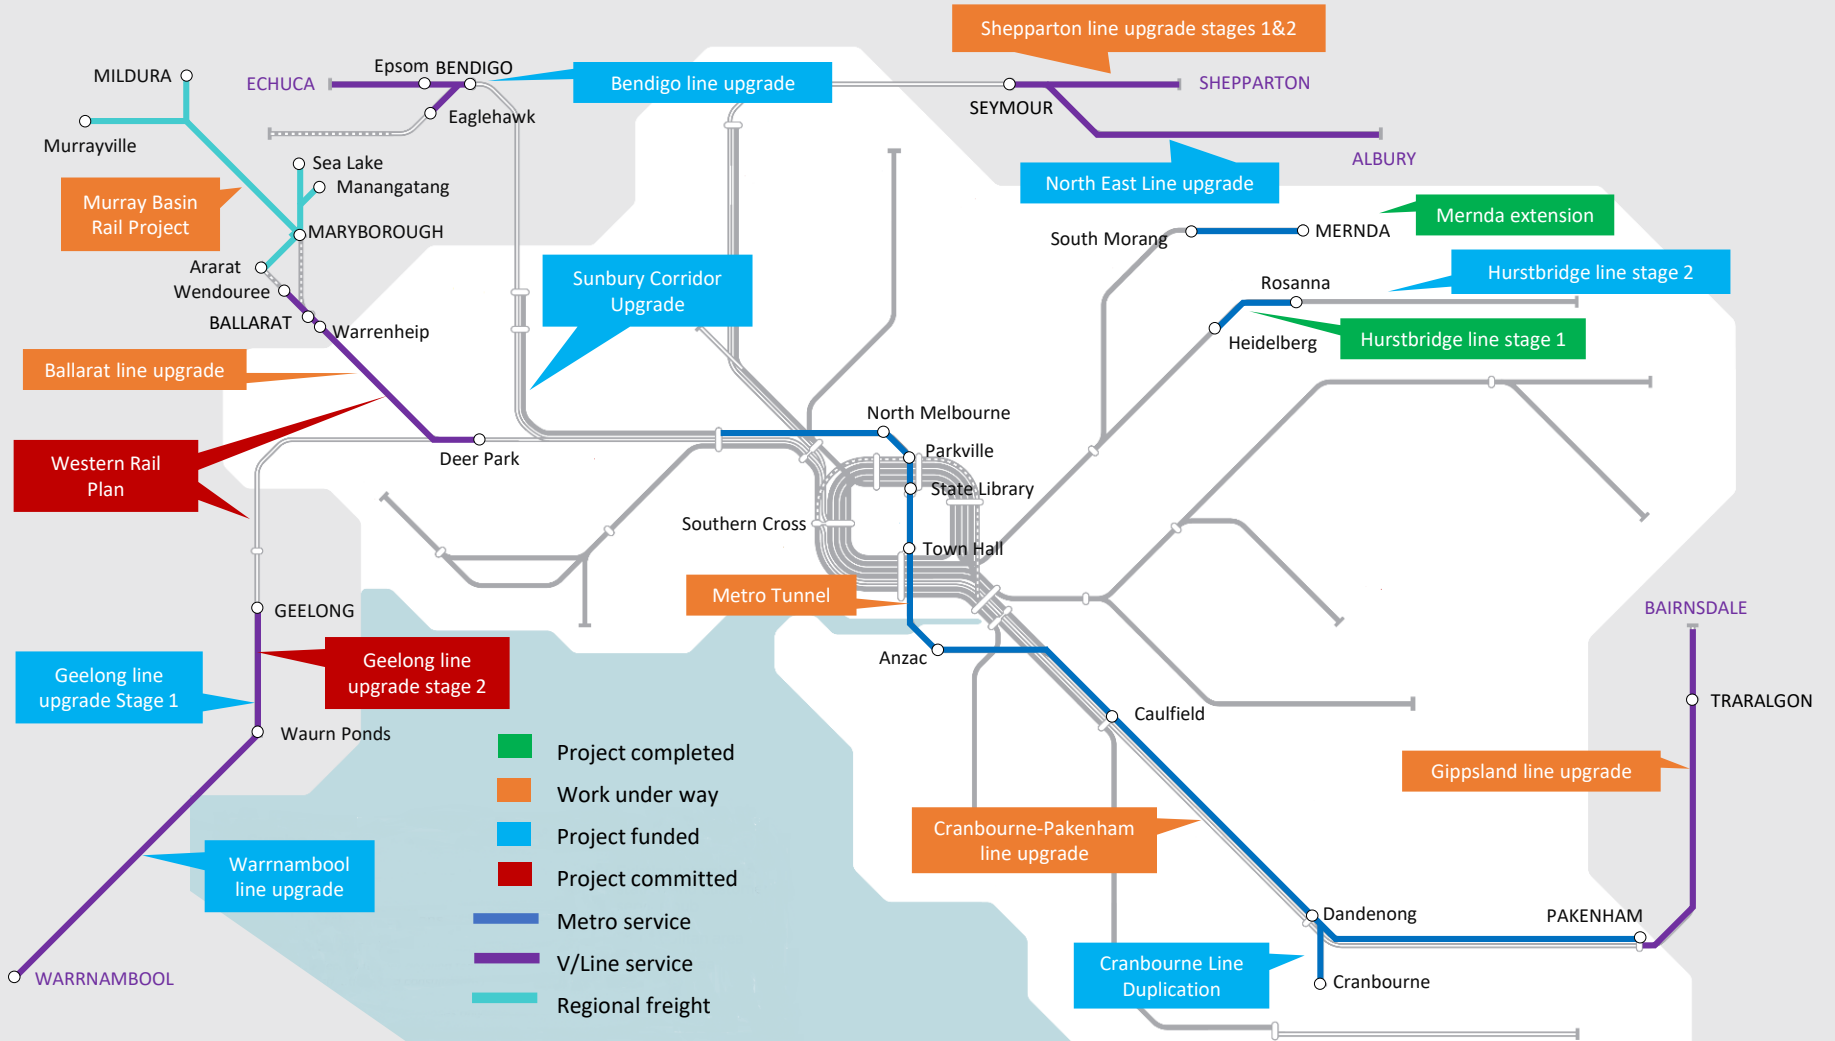 Shepparton line upgrade stages 1&2
MILDURA
ECHUCA
Epsom
BENDIGO
Bendigo line upgrade
SHEPPARTON
SEYMOUR
Eaglehawk
Murrayville
ALBURY
Sea Lake
Manangatang
North East Line upgrade
Murray Basin
Rail Project
Mernda extension
MARYBOROUGH
South Morang
MERNDA
Ararat
Wendouree
Sunbury Corridor
Upgrade
Rosanna
Hurstbridge line stage 2
BALLARAT
Warrenheip
Heidelberg
Hurstbridge line stage 1
Ballarat line upgrade
North Melbourne
Parkville
Western Rail
Plan
Deer Park
State Library
Southern Cross
Town Hall
Metro Tunnel
GEELONG
BAIRNSDALE
Geelong line
upgrade Stage 1
Geelong line
upgrade stage 2
Anzac
TRARALGON
Caulfield
Waurn Ponds
Project completed
Gippsland line upgrade
Work under way
Project funded
Cranbourne-Pakenham
line upgrade
Warrnambool
line upgrade
Project committed
Metro service
Dandenong
PAKENHAM
V/Line service
Cranbourne Line
Duplication
WARRNAMBOOL
Cranbourne
Regional freight